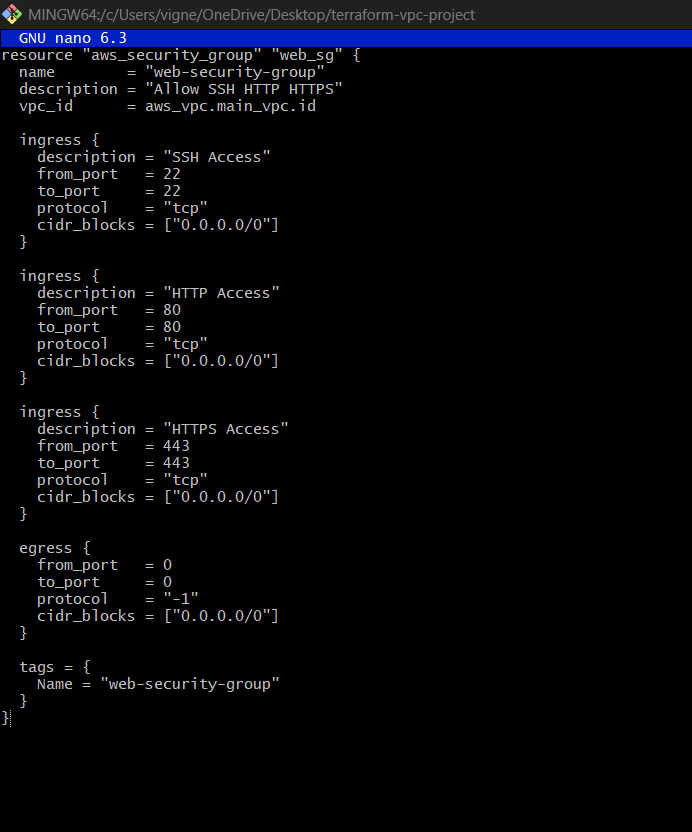 MINGW64:/c/Users/vigne/OneDrive/Desktop/terraform-vpc-project
GNU nano 6.3
resource "aws_security_group" "web_sg" {
  name        = "web-security-group"
  description = "Allow SSH HTTP HTTPS"
  vpc_id      = aws_vpc.main_vpc.id

  ingress {
    description = "SSH Access"
    from_port   = 22
    to_port     = 22
    protocol    = "tcp"
    cidr_blocks = ["0.0.0.0/0"]
  }

  ingress {
    description = "HTTP Access"
    from_port   = 80
    to_port     = 80
    protocol    = "tcp"
    cidr_blocks = ["0.0.0.0/0"]
  }

  ingress {
    description = "HTTPS Access"
    from_port   = 443
    to_port     = 443
    protocol    = "tcp"
    cidr_blocks = ["0.0.0.0/0"]
  }

  egress {
    from_port   = 0
    to_port     = 0
    protocol    = "-1"
    cidr_blocks = ["0.0.0.0/0"]
  }

  tags = {
    Name = "web-security-group"
  }
}